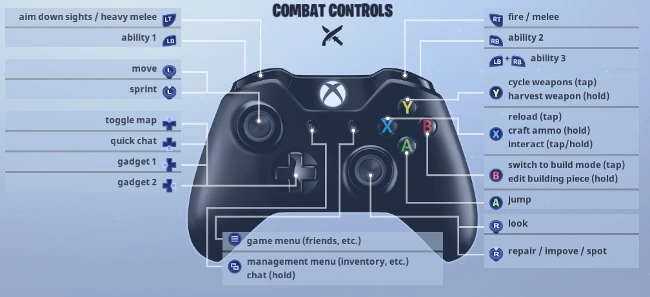 COMBAT CONTROLS
aim down sights / heavy melee LT
ability 1 LB
move L
sprint L
toggle map
quick chat
gadget 1
gadget 2
RT fire / melee
RB ability 2
LB + RB ability 3
Y cycle weapons (tap)
harvest weapon (hold)
reload (tap)
X craft ammo (hold)
interact (tap/hold)
switch to build mode (tap)
B edit building piece (hold)
A jump
R look
R repair / impove / spot
Y
X B
A
game menu (friends, etc.)
management menu (inventory, etc.)
chat (hold)